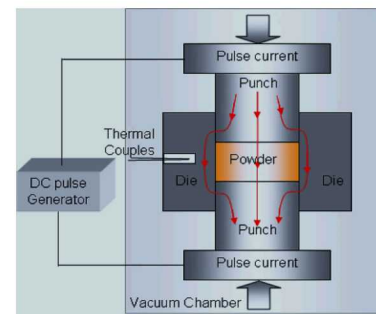 Pulse current
Punch
Thermal
Couples
Powder
Die
Die
DC pulse
Generator
Punch
Pulse current
Vacuum Chamber